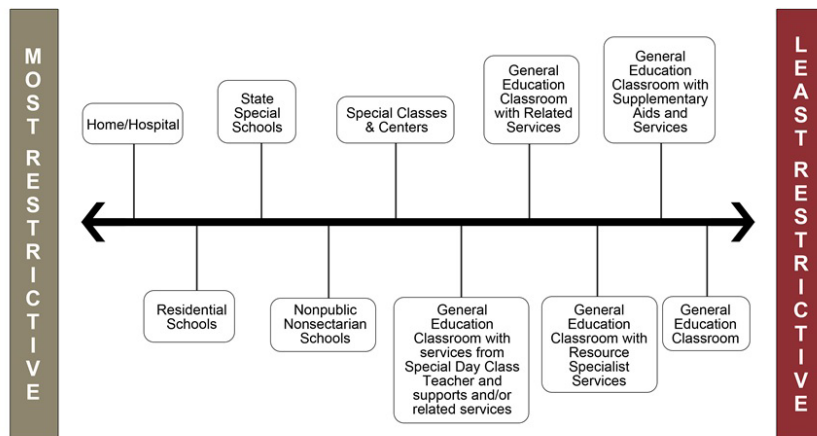 MOST RESTRICTIVE
Home/Hospital
State
Special
Schools
Special Classes
& Centers
General
Education
Classroom
with Related
Services
General
Education
Classroom with
Supplementary
Aids and
Services
Residential
Schools
Nonpublic
Nonsectarian
Schools
General
Education
Classroom with
services from
Special Day Class
Teacher and
supports and/or
related services
General
Education
Classroom with
Resource
Specialist
Services
General
Education
Classroom
LEAST RESTRICTIVE